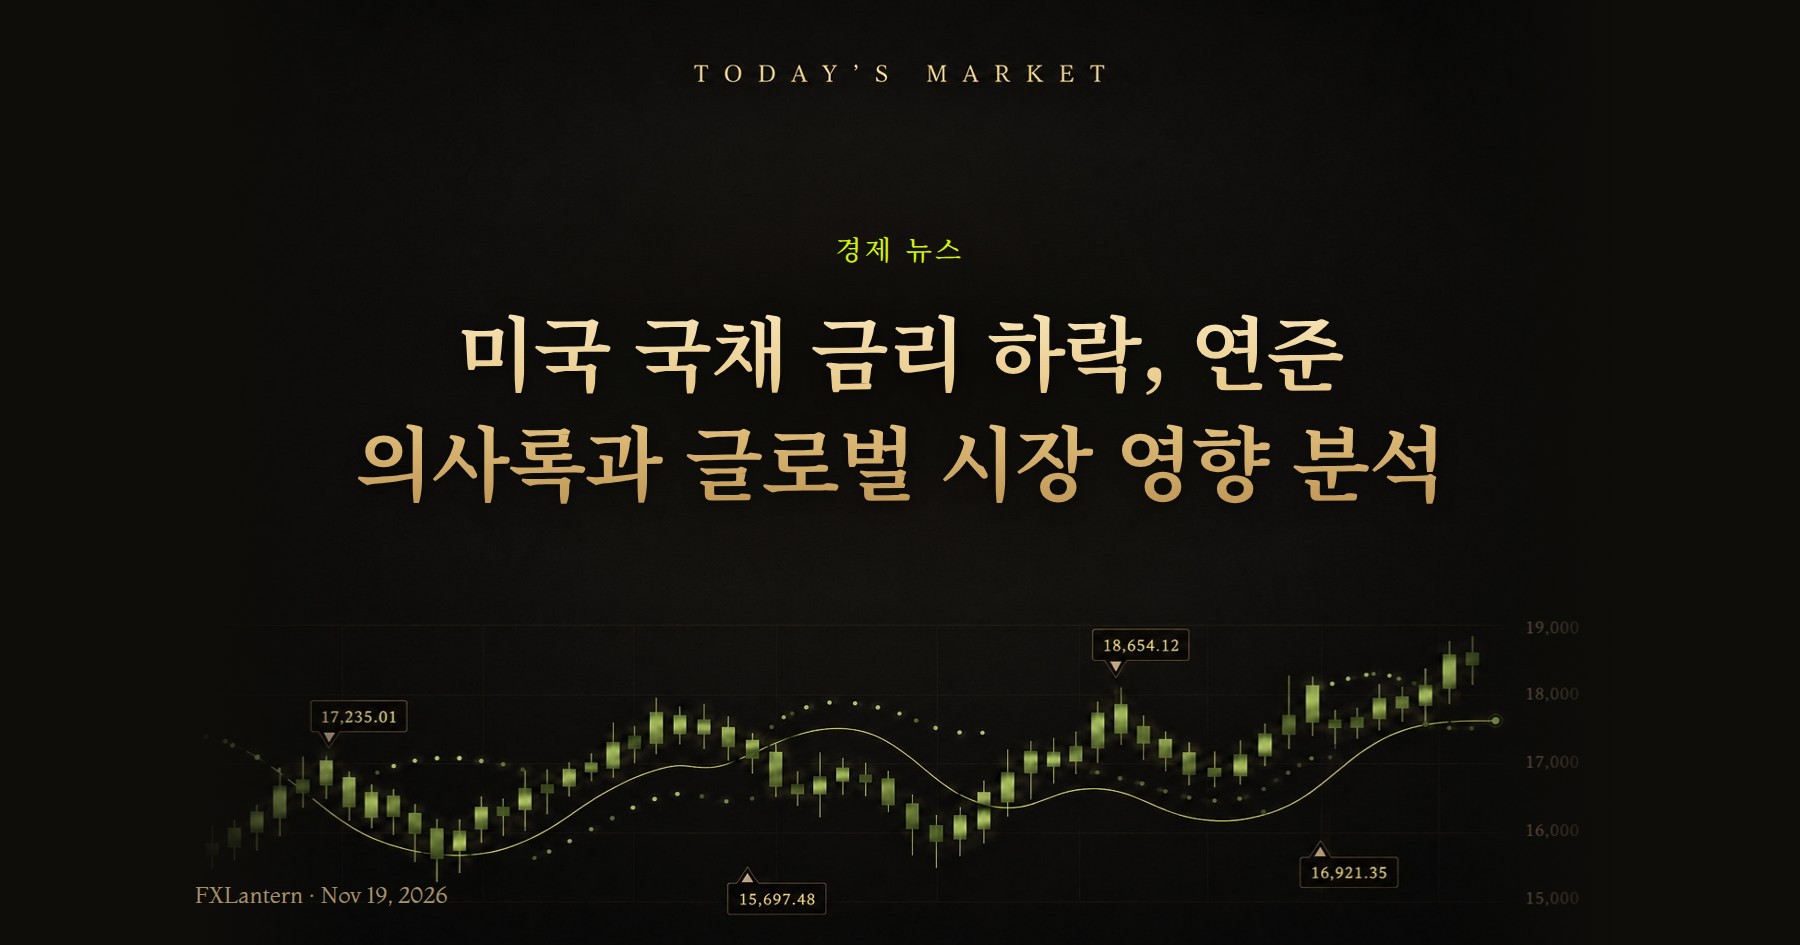 TODAY’S MARKET
경제 뉴스
미국 국채 금리 하락, 연준
의사록과 글로벌 시장 영향 분석
19,000
18,654.12
18,000
17,235.01
17,000
16,000
16,921.35
15,697.48
15,000
FXLantern · Nov 19, 2026